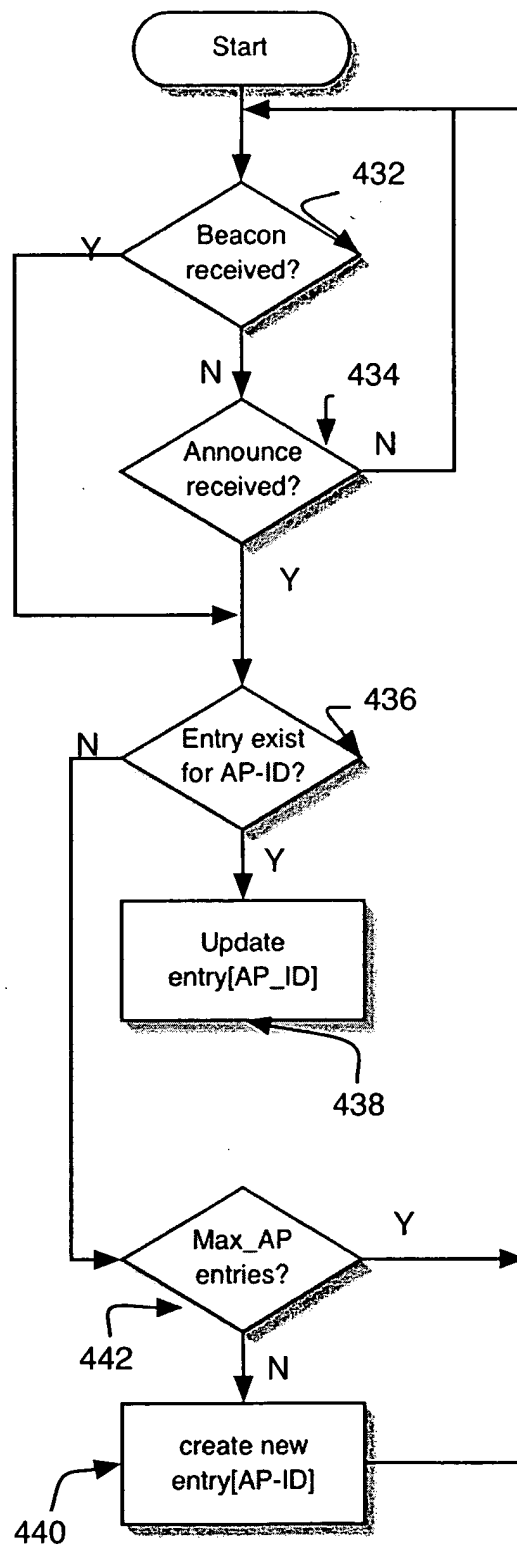 Start
432
Beacon
received?
Y
N
434
Announce
received?
N
Y
436
Entry exist
for AP-ID?
N
Y
Update
entry[AP_ID]
438
Max_AP
entries?
Y
442
N
create new
entry[AP-ID]
440